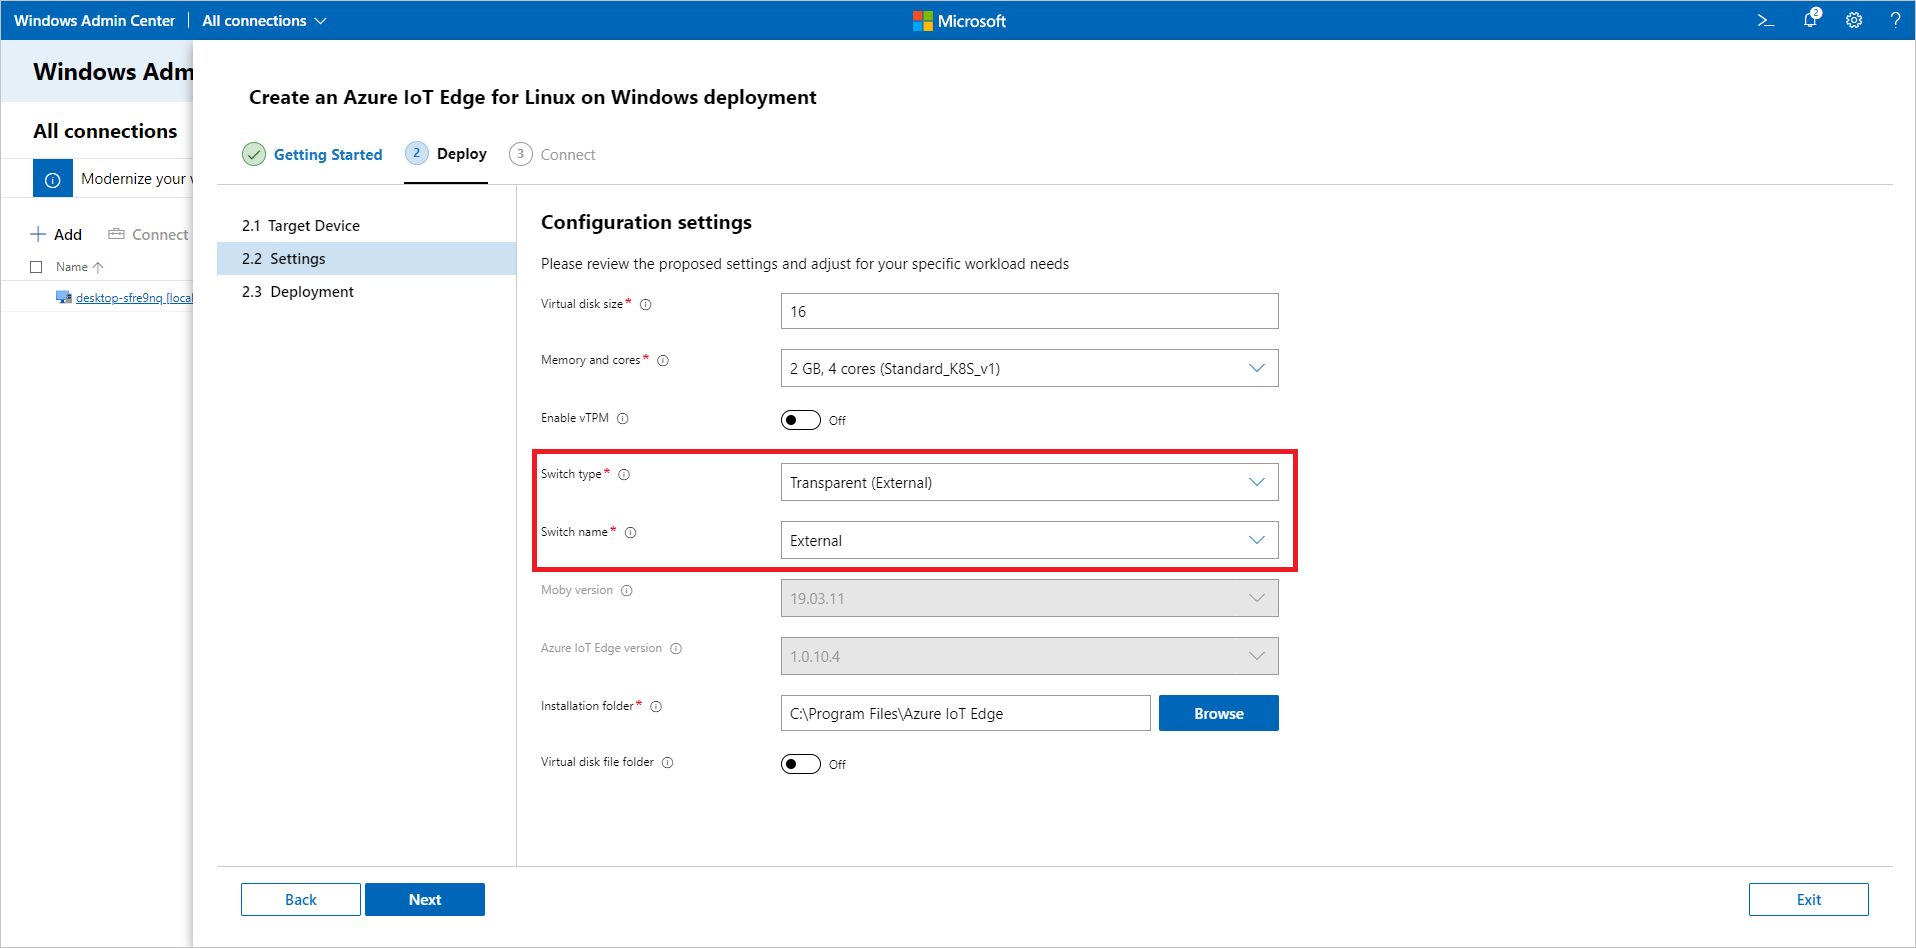 Windows Admin Center | All connections
Microsoft
2
?
Windows Adm
All connections
Modernize your
Add
Connect
Name
desktop-sfre9nq [local
Create an Azure IoT Edge for Linux on Windows deployment
Getting Started
2 Deploy
3 Connect
2.1 Target Device
2.2 Settings
2.3 Deployment
Configuration settings
Please review the proposed settings and adjust for your specific workload needs
Virtual disk size*
16
Memory and cores*
2 GB, 4 cores (Standard_K8S_v1)
Enable vTPM
Off
Switch type*
Transparent (External)
Switch name*
External
Moby version
19.03.11
Azure IoT Edge version
1.0.10.4
Installation folder*
C:\Program Files\Azure IoT Edge
Browse
Virtual disk file folder
Off
Back
Next
Exit